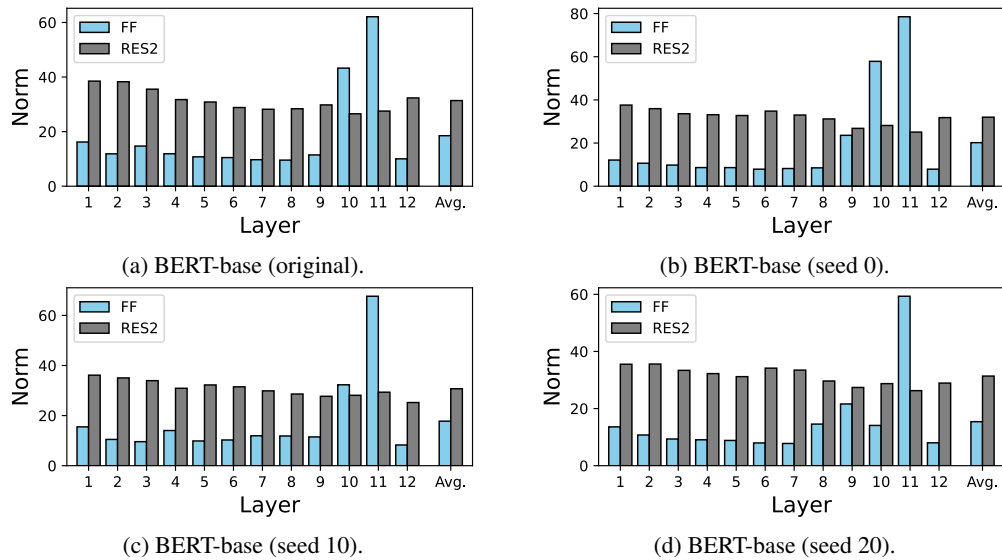 FF
RES2
Norm
60
40
20
0
1 2 3 4 5 6 7 8 9 10 11 12 Avg.
Layer
(a) BERT-base (original).
FF
RES2
Norm
80
60
40
20
0
1 2 3 4 5 6 7 8 9 10 11 12 Avg.
Layer
(b) BERT-base (seed 0).
FF
RES2
Norm
60
40
20
0
1 2 3 4 5 6 7 8 9 10 11 12 Avg.
Layer
(c) BERT-base (seed 10).
FF
RES2
Norm
60
40
20
0
1 2 3 4 5 6 7 8 9 10 11 12 Avg.
Layer
(d) BERT-base (seed 20).